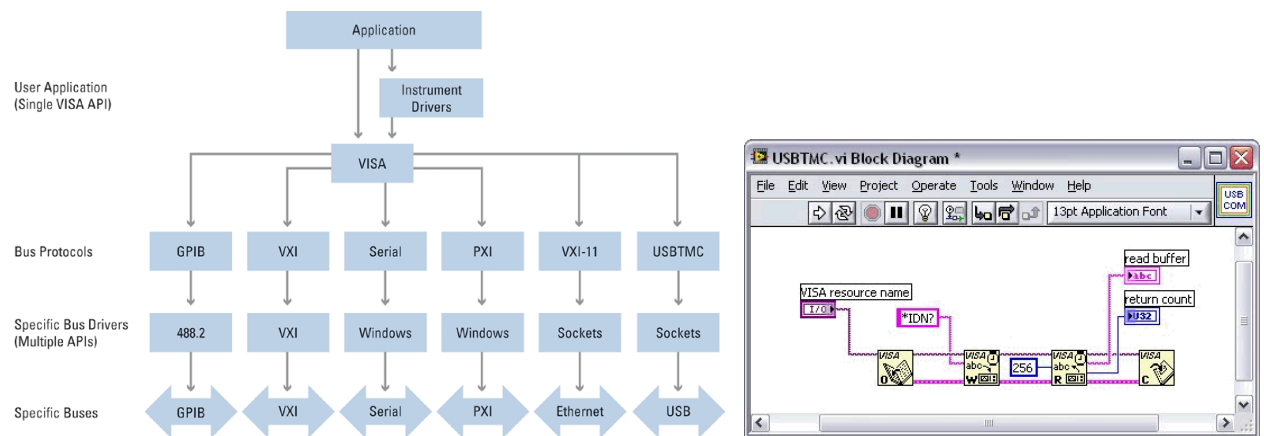 Application
User Application
(Single VISA API)
Instrument
Drivers
VISA
Bus Protocols
GPIB
VXI
Serial
PXI
VXI-11
USBTMC
Specific Bus Drivers
(Multiple APIs)
488.2
VXI
Windows
Windows
Sockets
Sockets
Specific Buses
GPIB
VXI
Serial
PXI
Ethernet
USB
USBTMC.vi Block Diagram *
File Edit View Project Operate Tools Window Help
13pt Application Font
USB
COM
read buffer
abc
VISA resource name
I/O
return count
U32
*IDN?
256
VISA
O
VISA
abc
W
VISA
abc
R
VISA
C